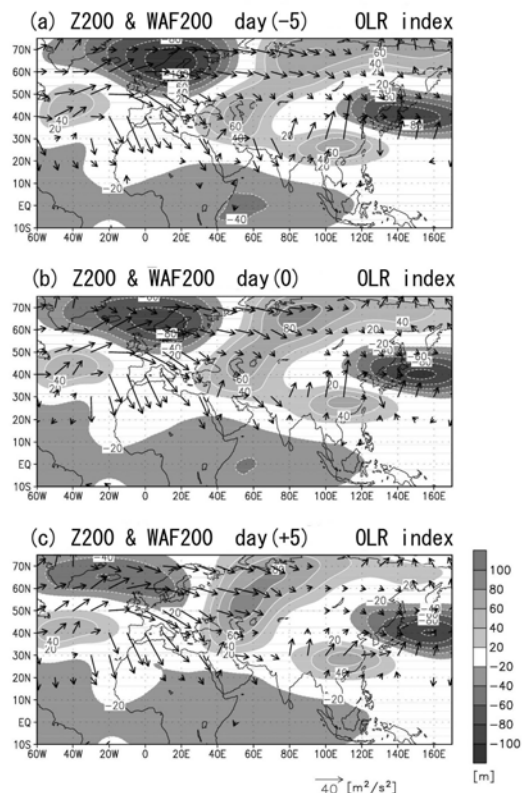 (a) Z200 & WAF200 day(-5) OLR index
70N
60N
50N
40N
30N
20N
10N
EQ
10S
60W 40W 20W 0 20E 40E 60E 80E 100E 120E 140E 160E
(b) Z200 & WAF200 day(0) OLR index
70N
60N
50N
40N
30N
20N
10N
EQ
10S
60W 40W 20W 0 20E 40E 60E 80E 100E 120E 140E 160E
(c) Z200 & WAF200 day(+5) OLR index
70N
60N
50N
40N
30N
20N
10N
EQ
10S
60W 40W 20W 0 20E 40E 60E 80E 100E 120E 140E 160E
100
80
60
40
20
-20
-40
-60
-80
-100
[m]
40 [m²/s²]